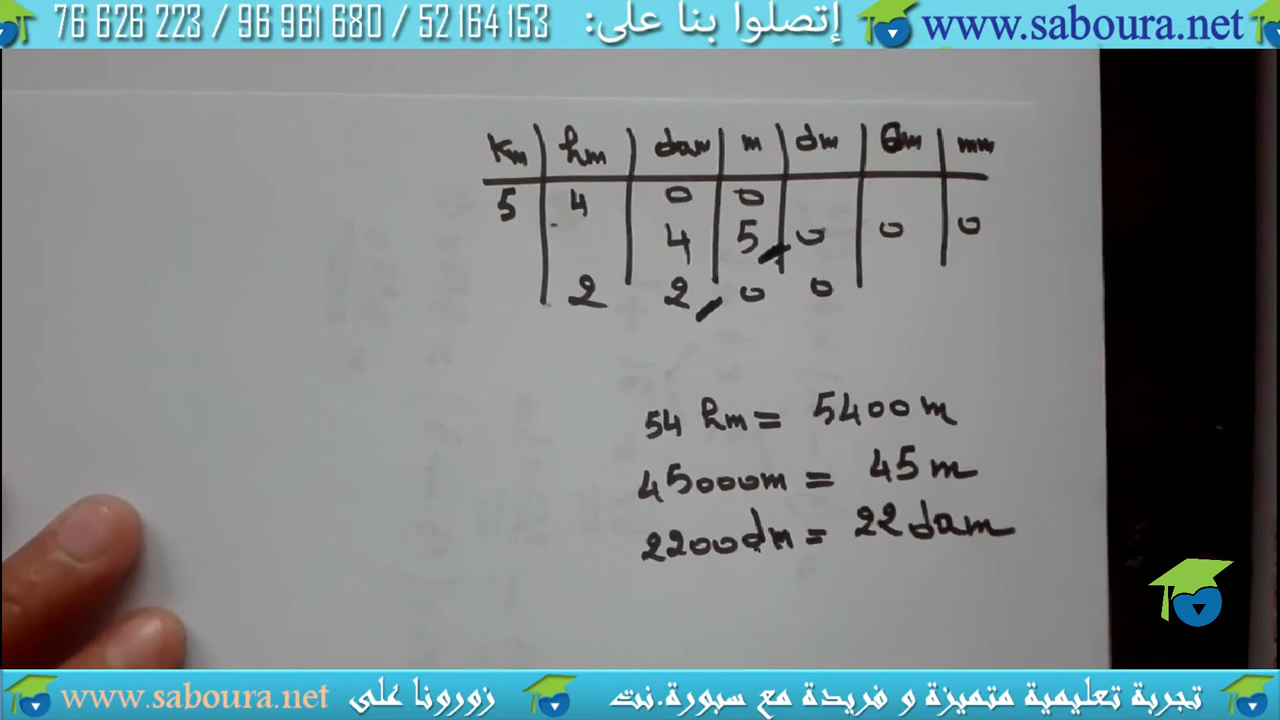 76 626 223 / 96 961 680 / 52 164 153 إتصلوا بنا على: www.saboura.net
Km hm dam m dm cm mm
5 4 0 0
4 5, 0 0 0
2 2, 0 0
54 hm = 5400 m
45000m = 45 m
2200dm = 22 dam
www.saboura.net زورونا على تجربة تعليمية متميزة و فريدة مع سبورة.نت